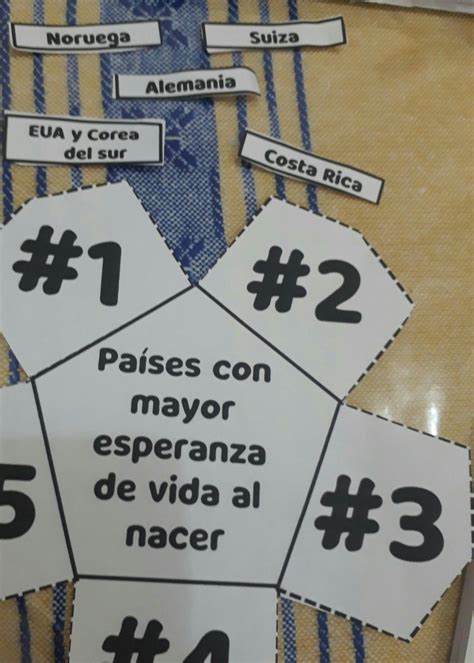 Noruega
Suiza
Alemania
EUA y Corea
del sur
Costa Rica
#1
#2
Países con
mayor
esperanza
de vida al
nacer
5
#3
#4